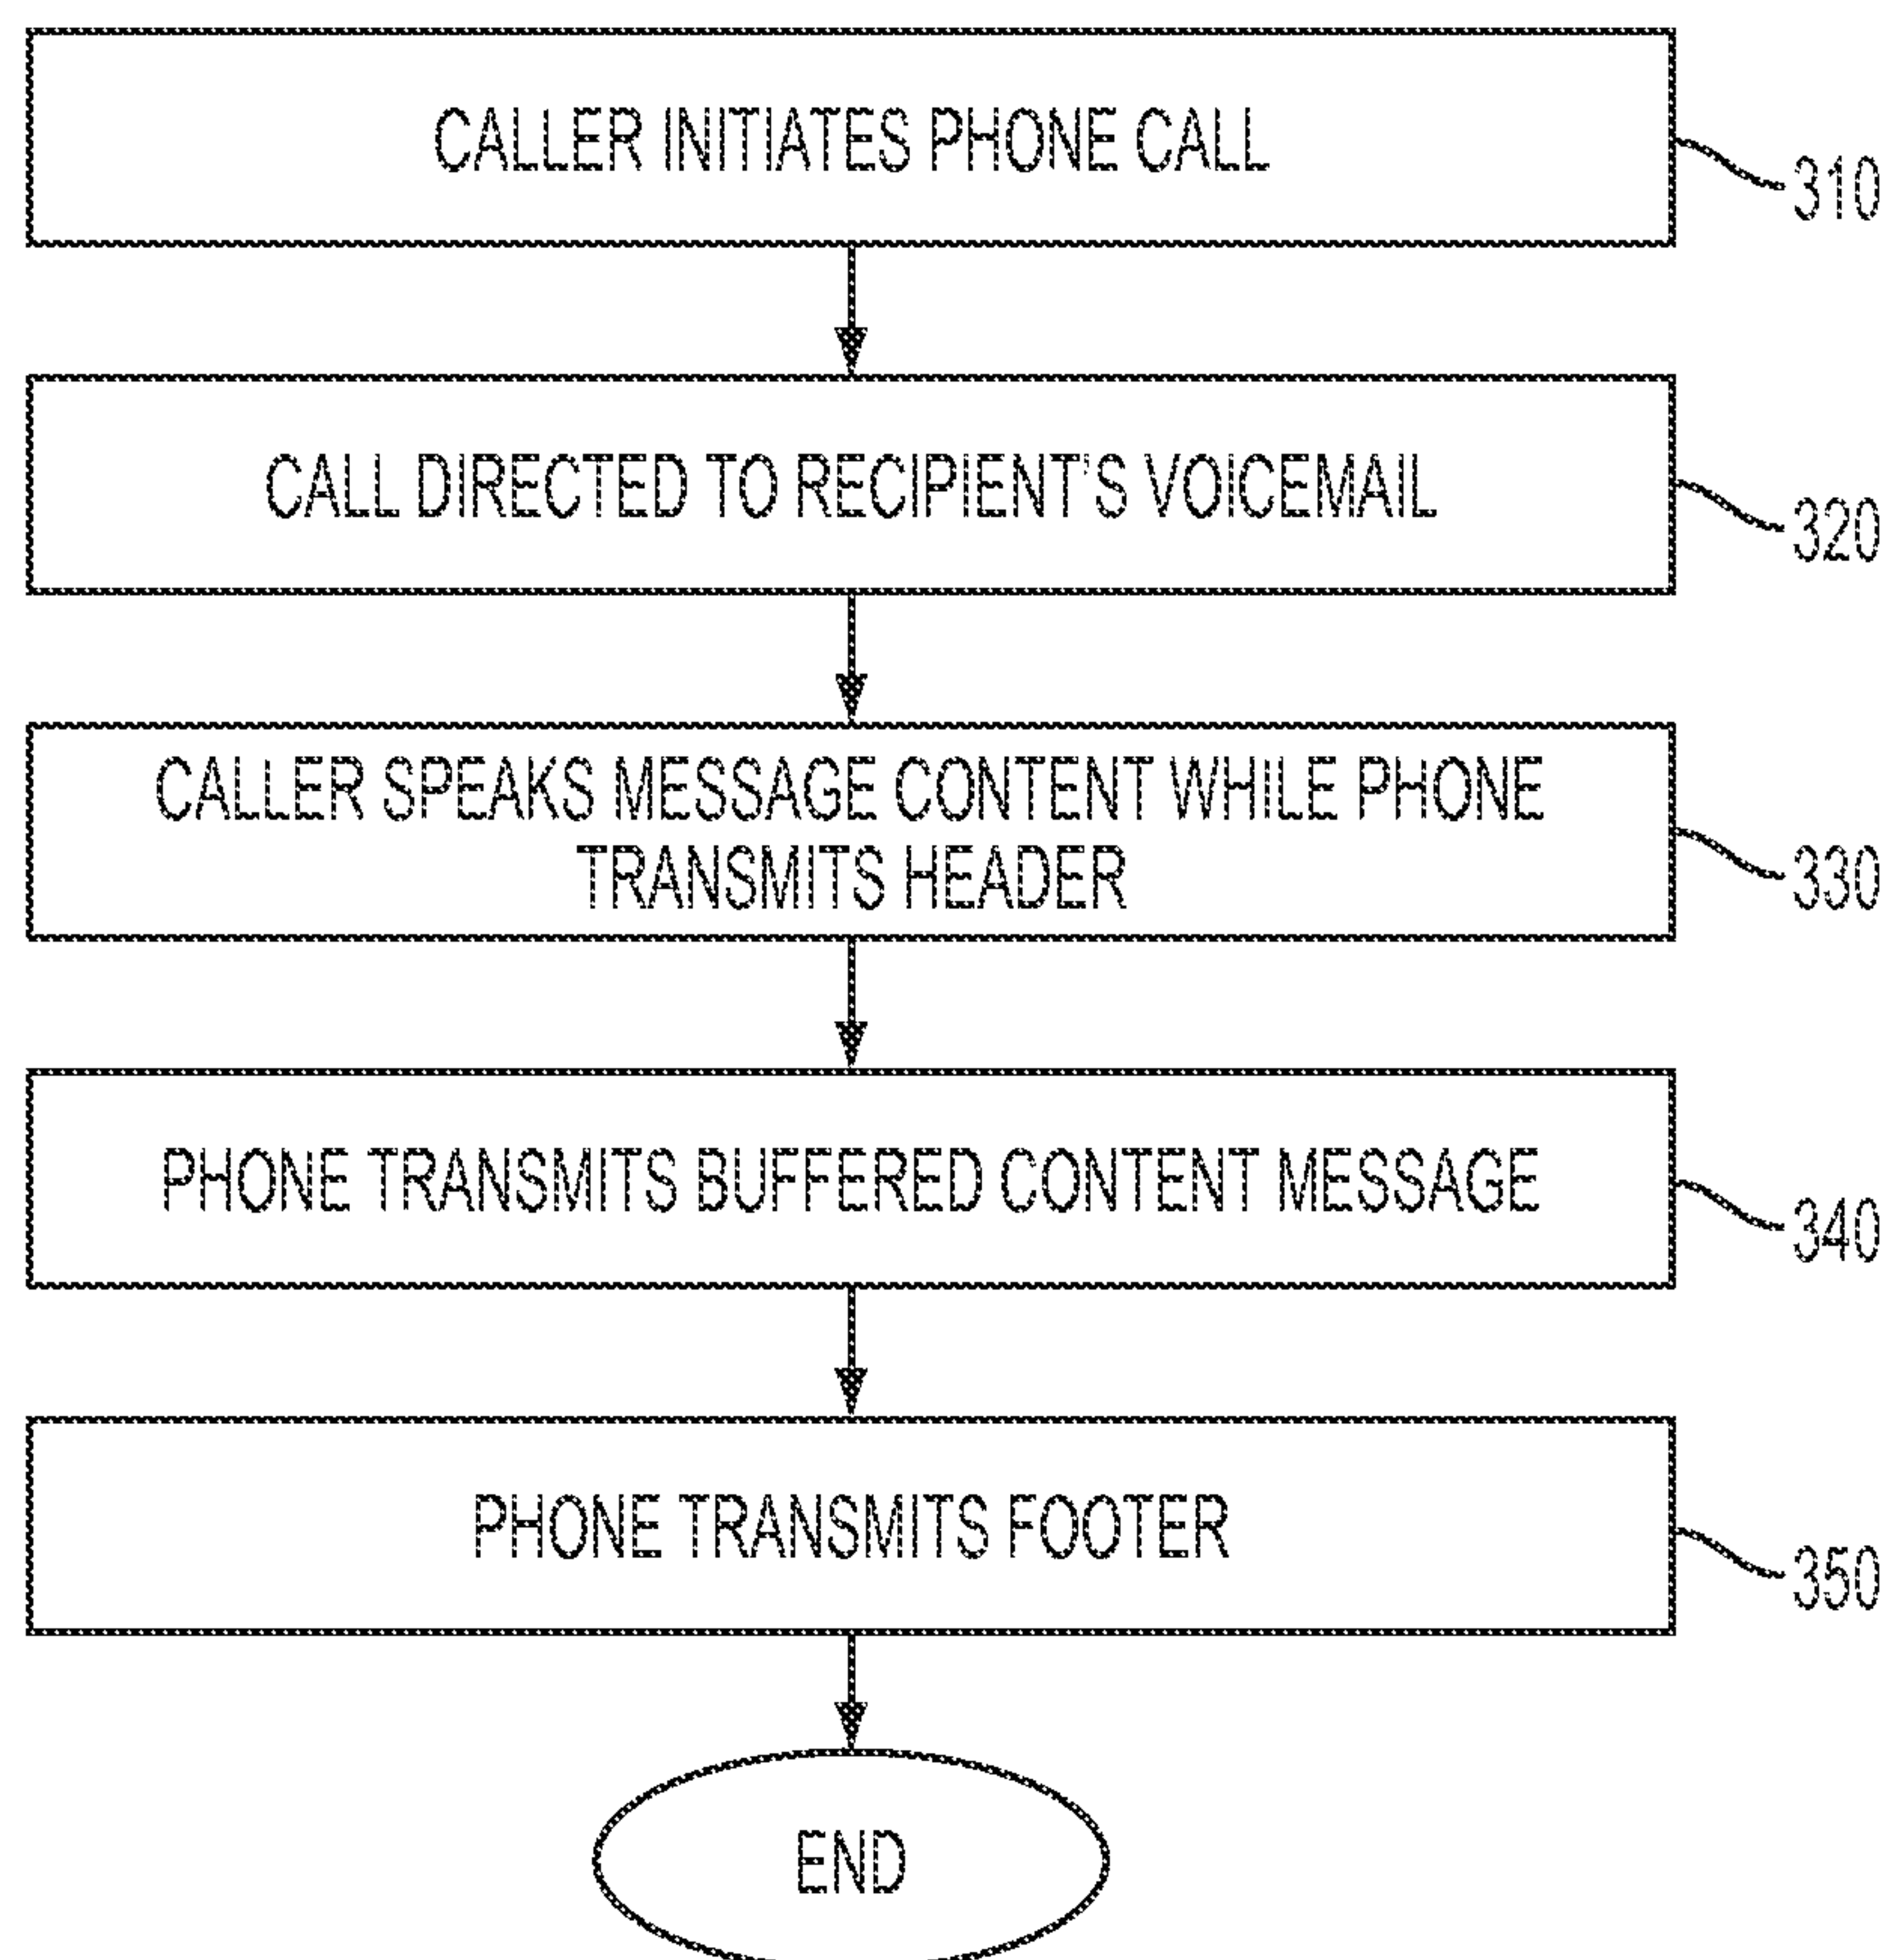 CALLER INITIATES PHONE CALL
310
CALL DIRECTED TO RECIPIENT'S VOICEMAIL
320
CALLER SPEAKS MESSAGE CONTENT WHILE PHONE
TRANSMITS HEADER
330
PHONE TRANSMITS BUFFERED CONTENT MESSAGE
340
PHONE TRANSMITS FOOTER
350
END